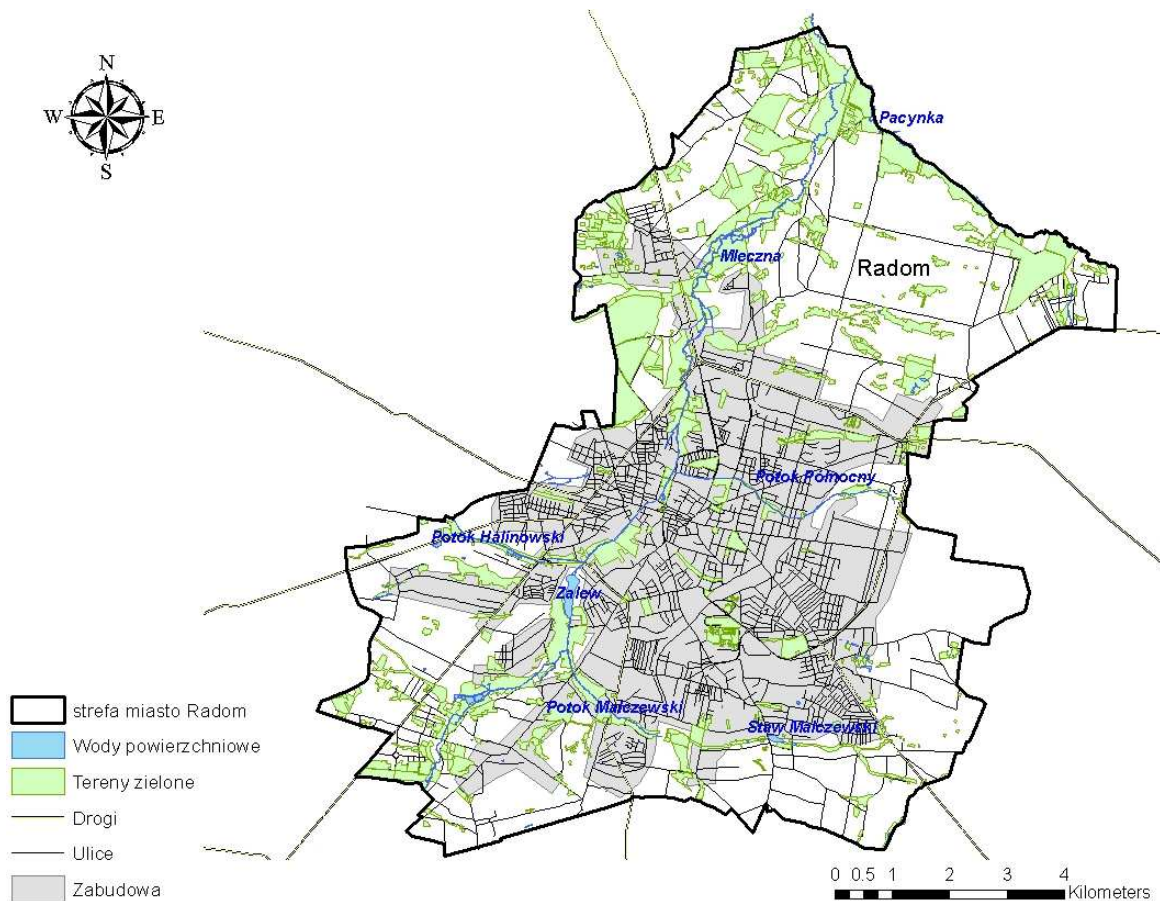 N
W E
S
Pacynka
Mleczna
Radom
Potok Północny
Potok Halinowski
Zalew
Potok Malczewski
Staw Malczewski
strefa miasto Radom
Wody powierzchniowe
Tereny zielone
Drogi
Ulice
Zabudowa
0 0.5 1 2 3 4
Kilometers